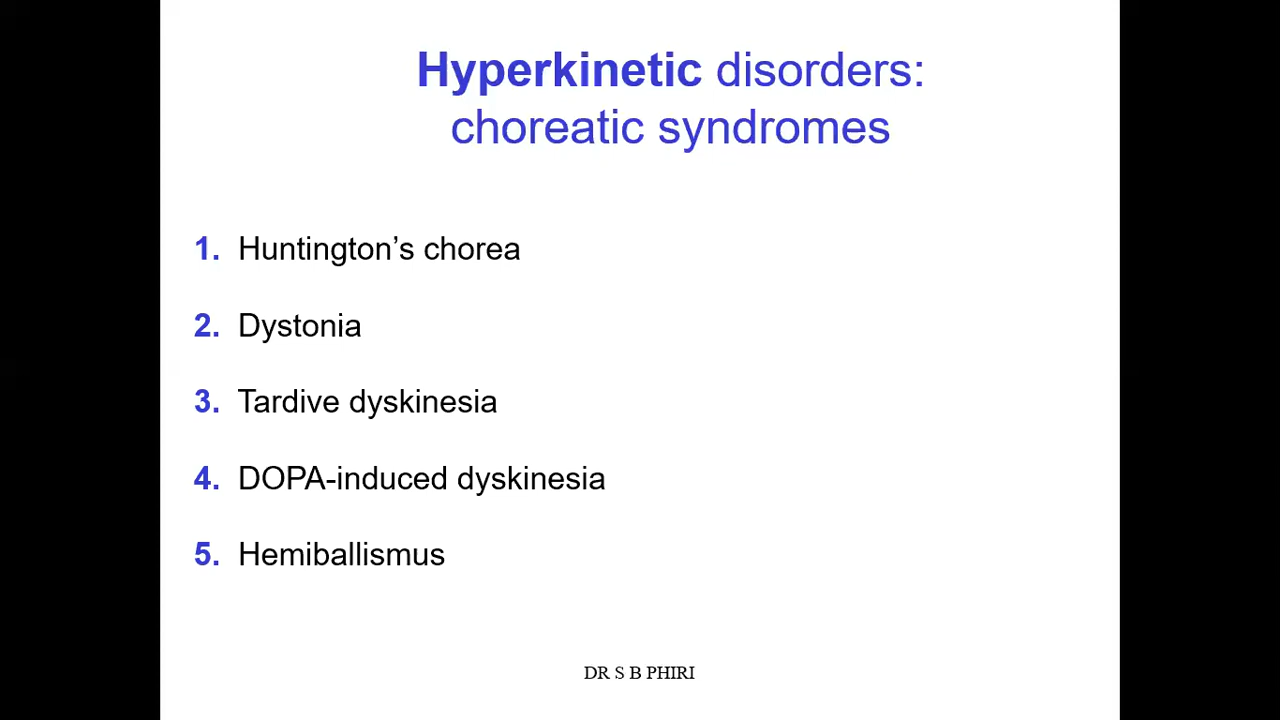 Hyperkinetic disorders:
choreatic syndromes
1. Huntington’s chorea
2. Dystonia
3. Tardive dyskinesia
4. DOPA-induced dyskinesia
5. Hemiballismus
DR S B PHIRI